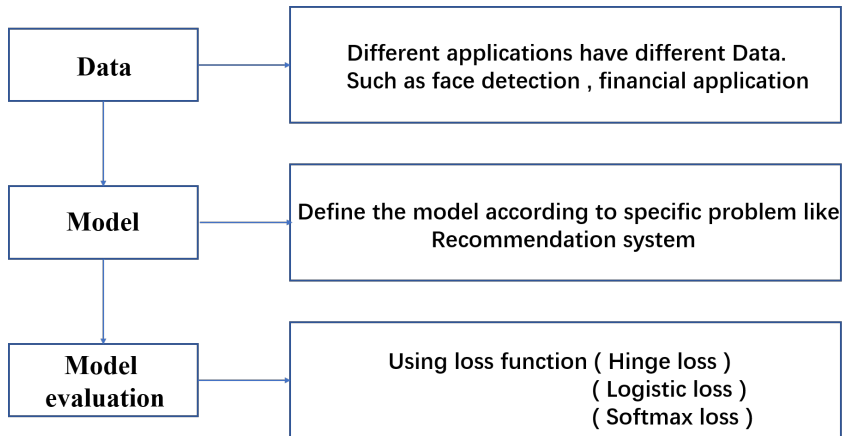 Data
Different applications have different Data.
Such as face detection , financial application
Model
Define the model according to specific problem like
Recommendation system
Model
evaluation
Using loss function ( Hinge loss )
( Logistic loss )
( Softmax loss )